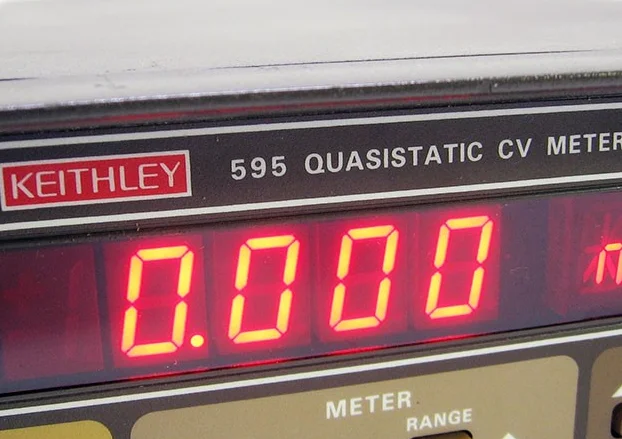 KEITHLEY 595 QUASISTATIC CV METER
0.000
METER
RANGE